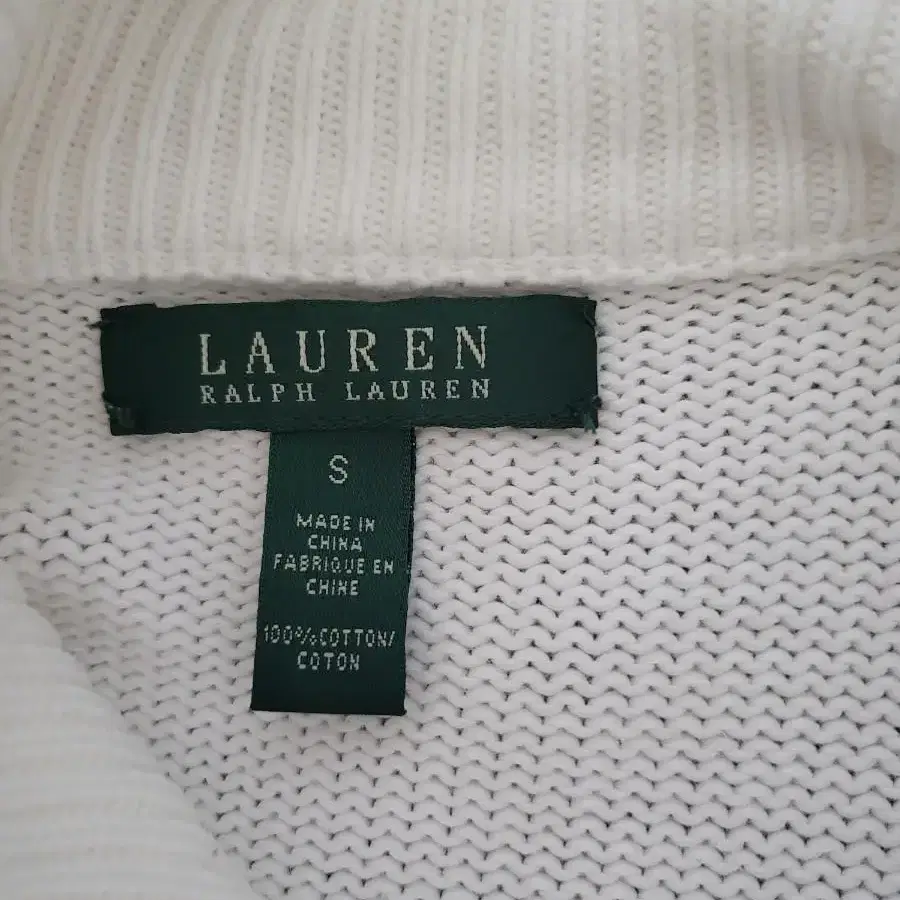 LAUREN
RALPH LAUREN
S
MADE IN
CHINA
FABRIQUE EN
CHINE
100% COTTON/
COTON